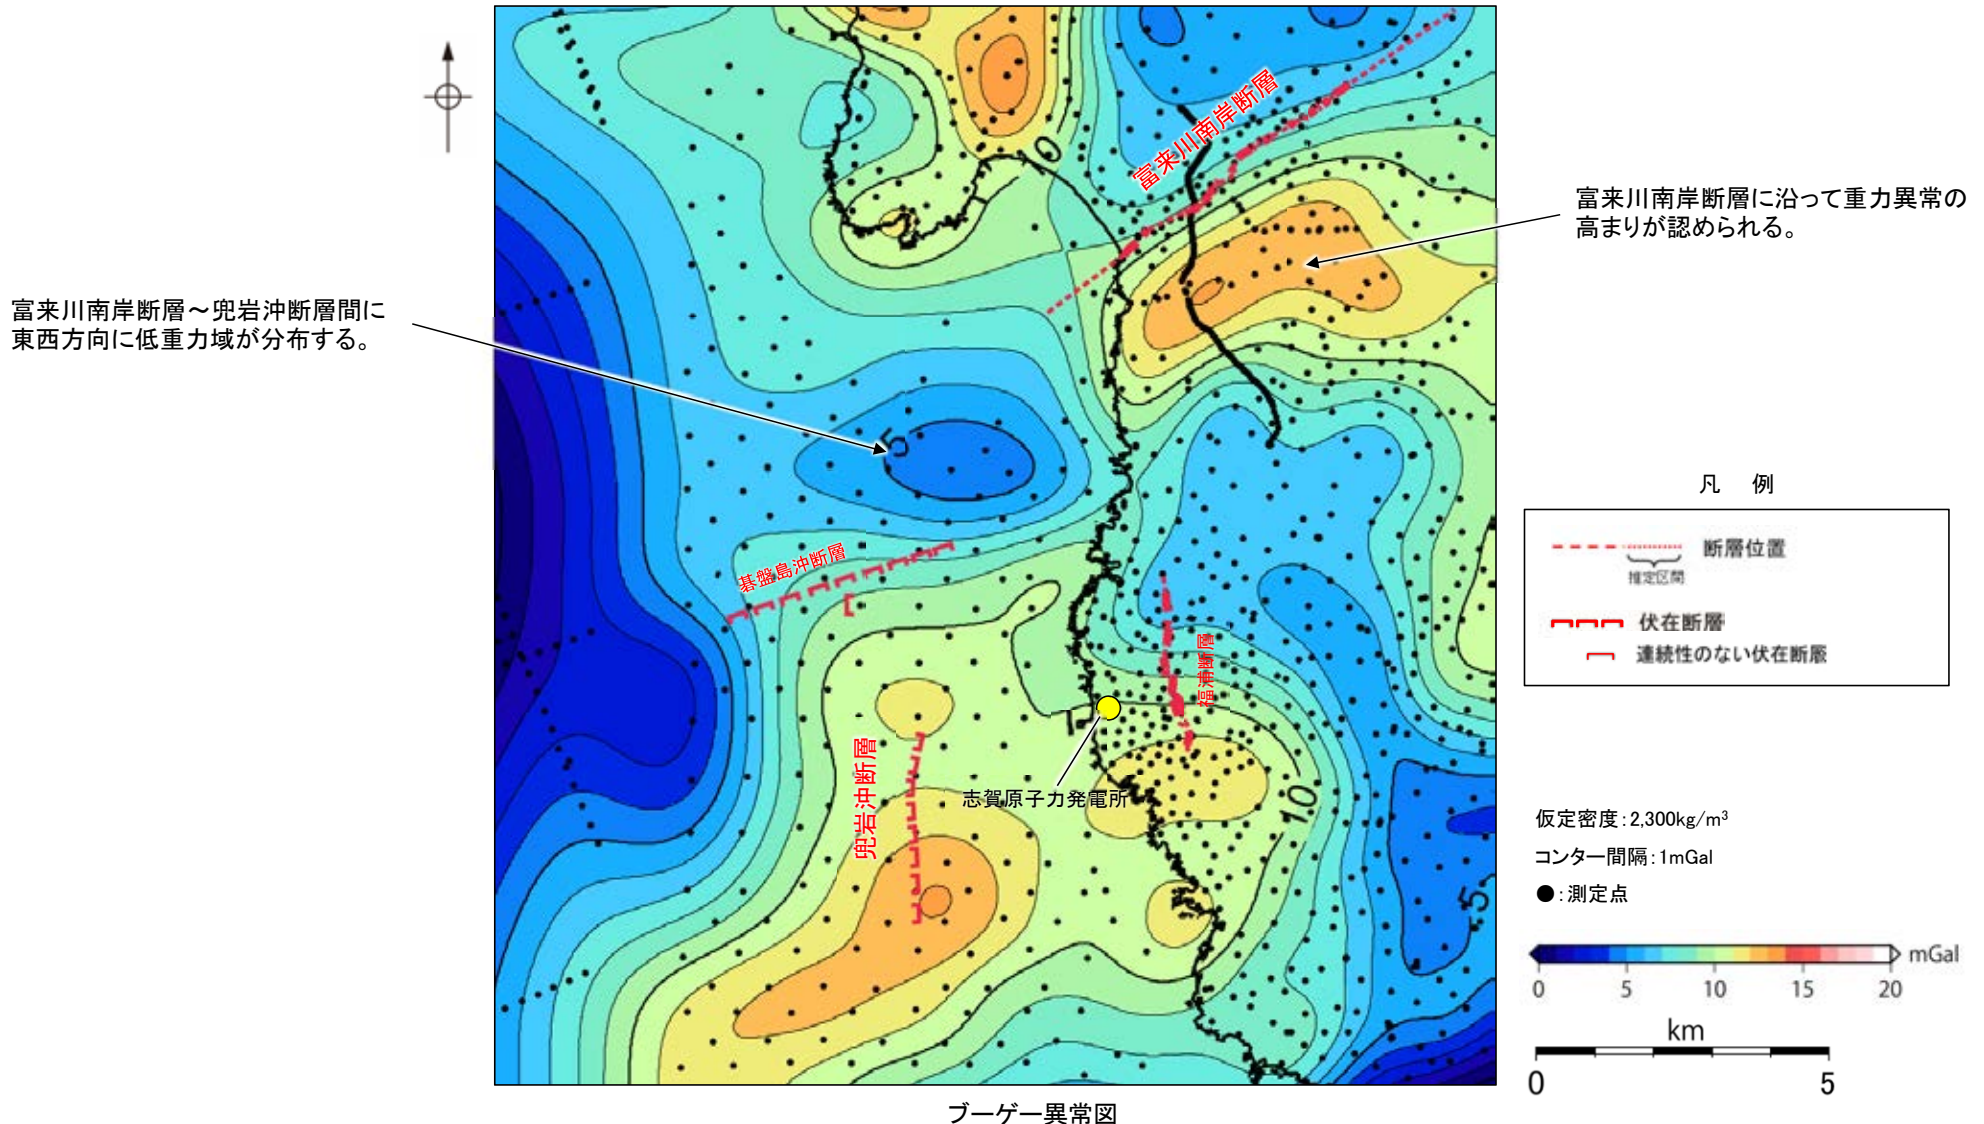 富来川南岸断層
富来川南岸断層に沿って重力異常の
高まりが認められる。
富来川南岸断層～兜岩沖断層間に
東西方向に低重力域が分布する。
10
5
碁盤島沖断層
福浦断層
兜岩沖断層
志賀原子力発電所
10
5
凡 例
断層位置
推定区間
伏在断層
連続性のない伏在断層
仮定密度：2,300kg/m³
コンター間隔：1mGal
●：測定点
mGal
0 5 10 15 20
km
0 5
ブーゲー異常図